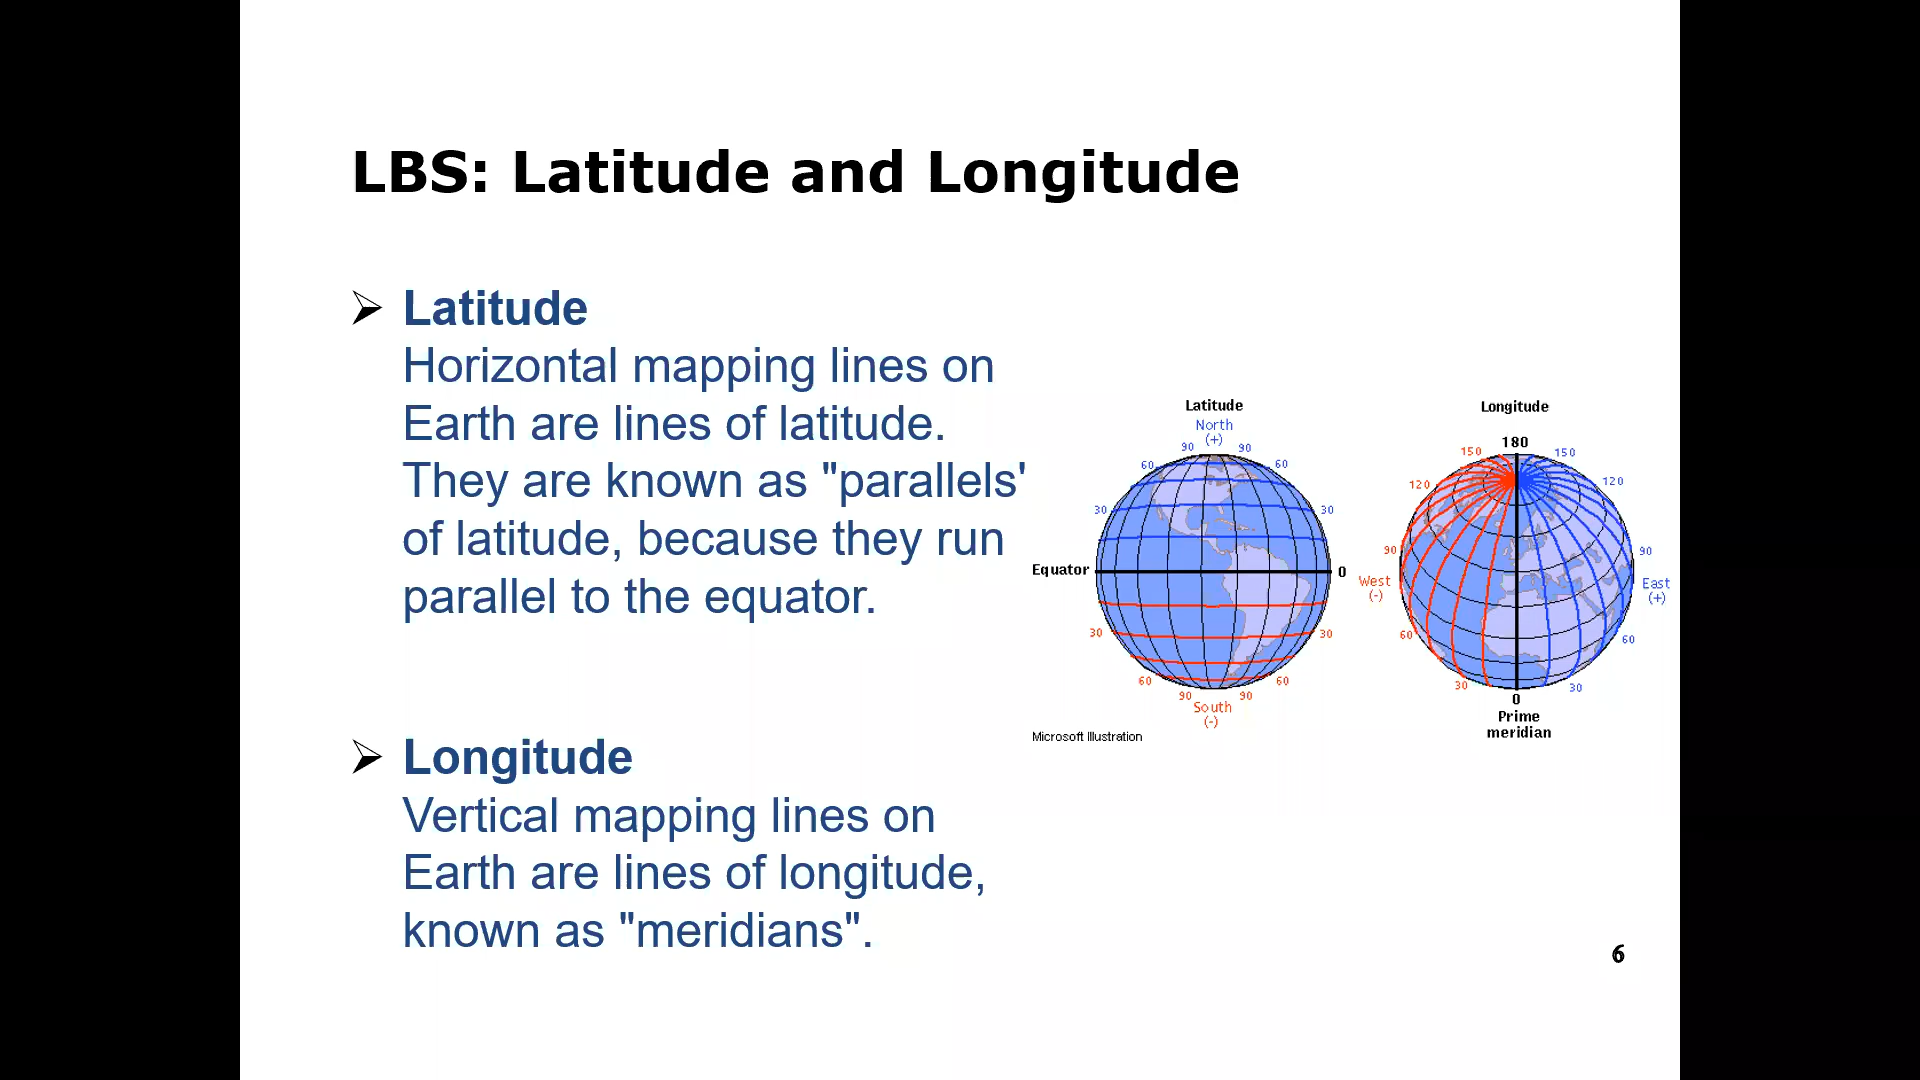 LBS: Latitude and Longitude
➢ Latitude
Horizontal mapping lines on
Earth are lines of latitude.
They are known as "parallels'
of latitude, because they run
parallel to the equator.
➢ Longitude
Vertical mapping lines on
Earth are lines of longitude,
known as "meridians".
Latitude
North
(+)
90 90
60 60
30 30
Equator 0
30 30
60 60
90 90
South
(-)
Microsoft Illustration
Longitude
180
150 150
120 120
90 90
West East
(-) (+)
60 60
30 30
0
Prime
meridian
6